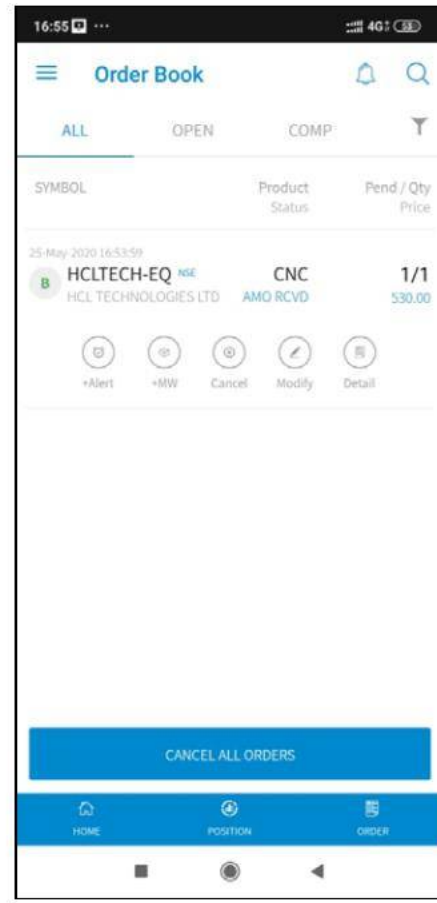 16:55 ... 4G 53
Order Book
ALL OPEN COMP
SYMBOL Product Pend / Qty
Status Price
25-May-2020 16:53:59
B HCLTECH-EQ NSE CNC 1/1
HCL TECHNOLOGIES LTD AMO RCVD 530.00
+Alert +MW Cancel Modify Detail
CANCEL ALL ORDERS
HOME POSITION ORDER